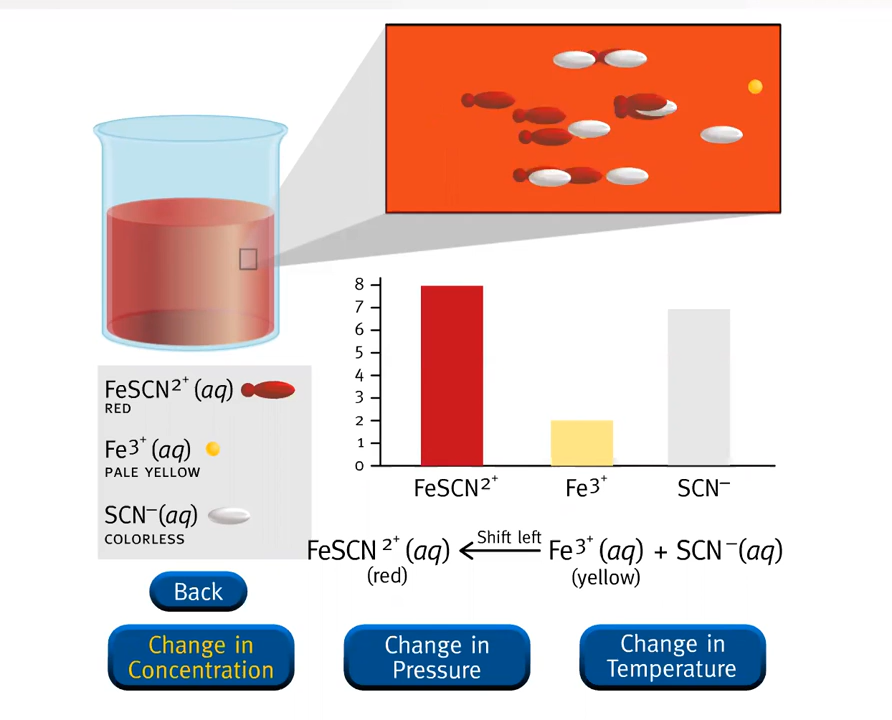 8
7
6
5
4
3
2
1
0
FeSCN²⁺ Fe³⁺ SCN⁻
FeSCN²⁺ (aq)
RED
Fe³⁺ (aq)
PALE YELLOW
SCN⁻(aq)
COLORLESS
Shift left
FeSCN²⁺ (aq) ← Fe³⁺ (aq) + SCN⁻(aq)
(red) (yellow)
Back
Change in
Concentration
Change in
Pressure
Change in
Temperature